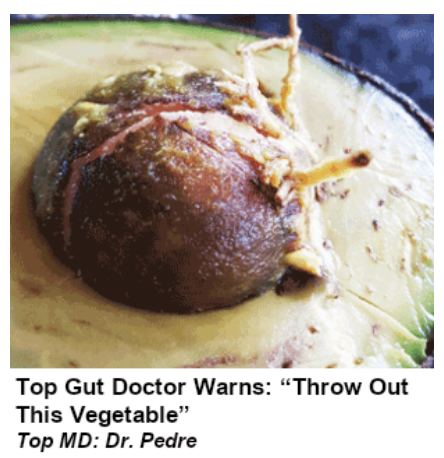 Top Gut Doctor Warns: “Throw Out
This Vegetable”
Top MD: Dr. Pedre